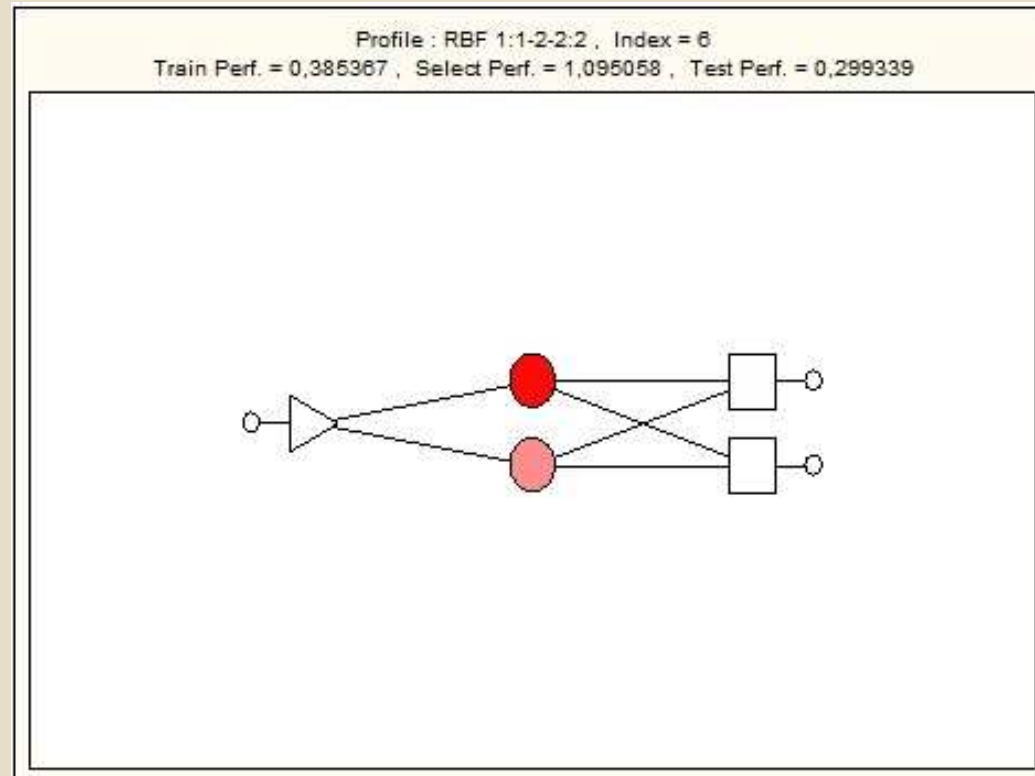 Profile : RBF 1:1-2-2:2 , Index = 6
Train Perf. = 0,385367 , Select Perf. = 1,095058 , Test Perf. = 0,299339